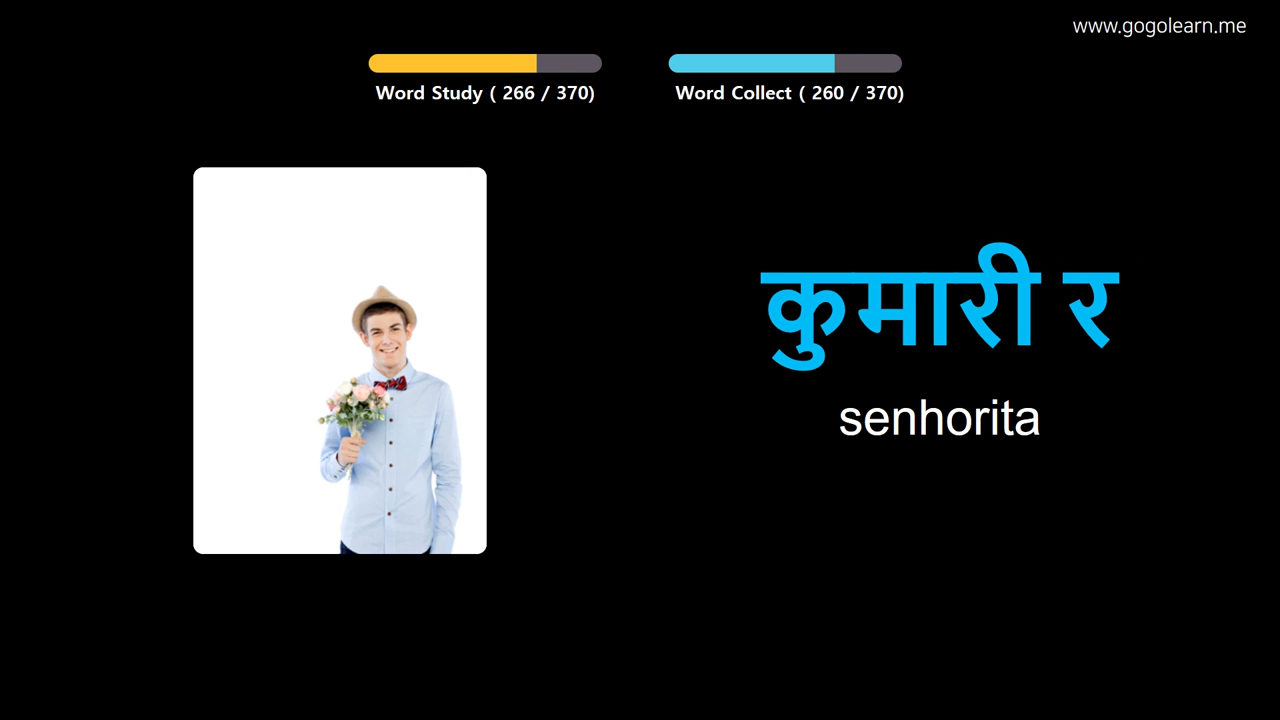 www.gogolearn.me
Word Study ( 266 / 370)
Word Collect ( 260 / 370)
कुमारी र
senhorita